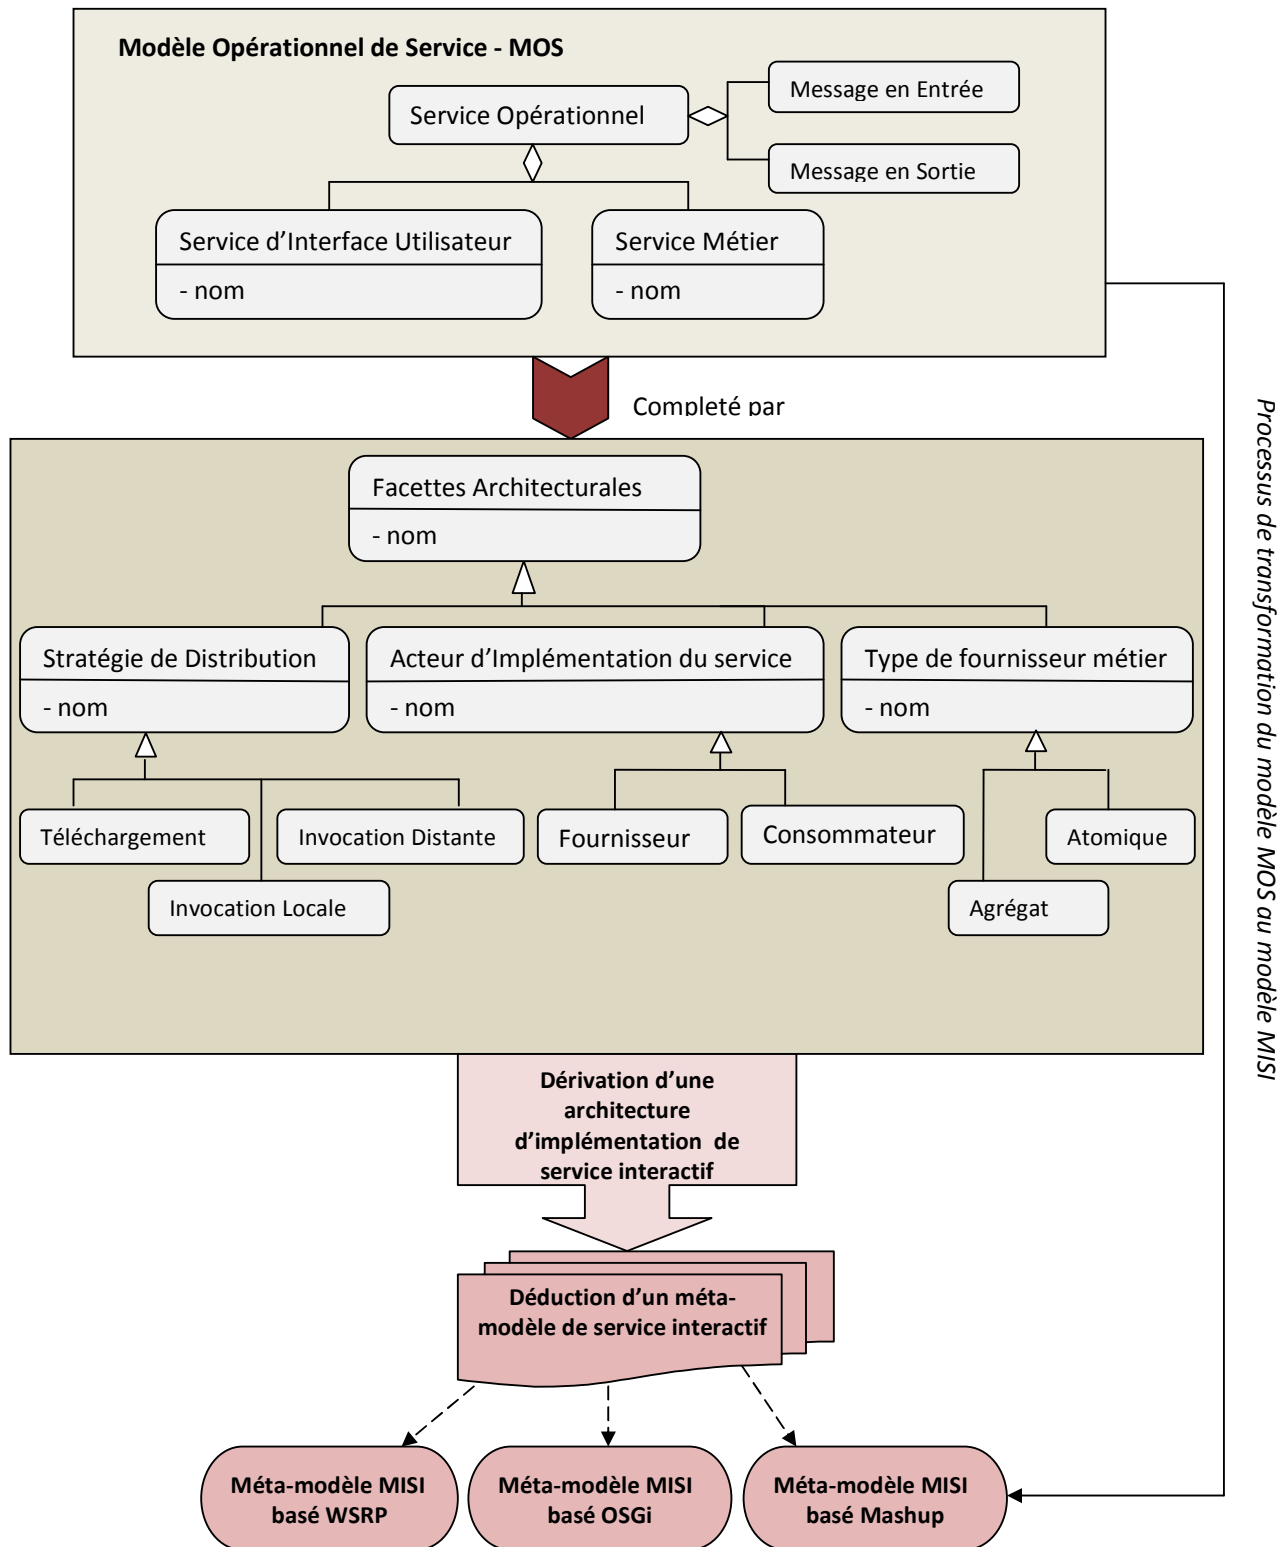 Modèle Opérationnel de Service - MOS
Message en Entrée
Service Opérationnel
Message en Sortie
Service d’Interface Utilisateur
- nom
Service Métier
- nom
Completé par
Facettes Architecturales
- nom
Stratégie de Distribution
- nom
Acteur d’Implémentation du service
- nom
Type de fournisseur métier
- nom
Téléchargement
Invocation Distante
Invocation Locale
Fournisseur
Consommateur
Atomique
Agrégat
Dérivation d’une
architecture
d’implémentation de
service interactif
Déduction d’un méta-
modèle de service interactif
Méta-modèle MISI
basé WSRP
Méta-modèle MISI
basé OSGi
Méta-modèle MISI
basé Mashup
Processus de transformation du modèle MOS au modèle MISI